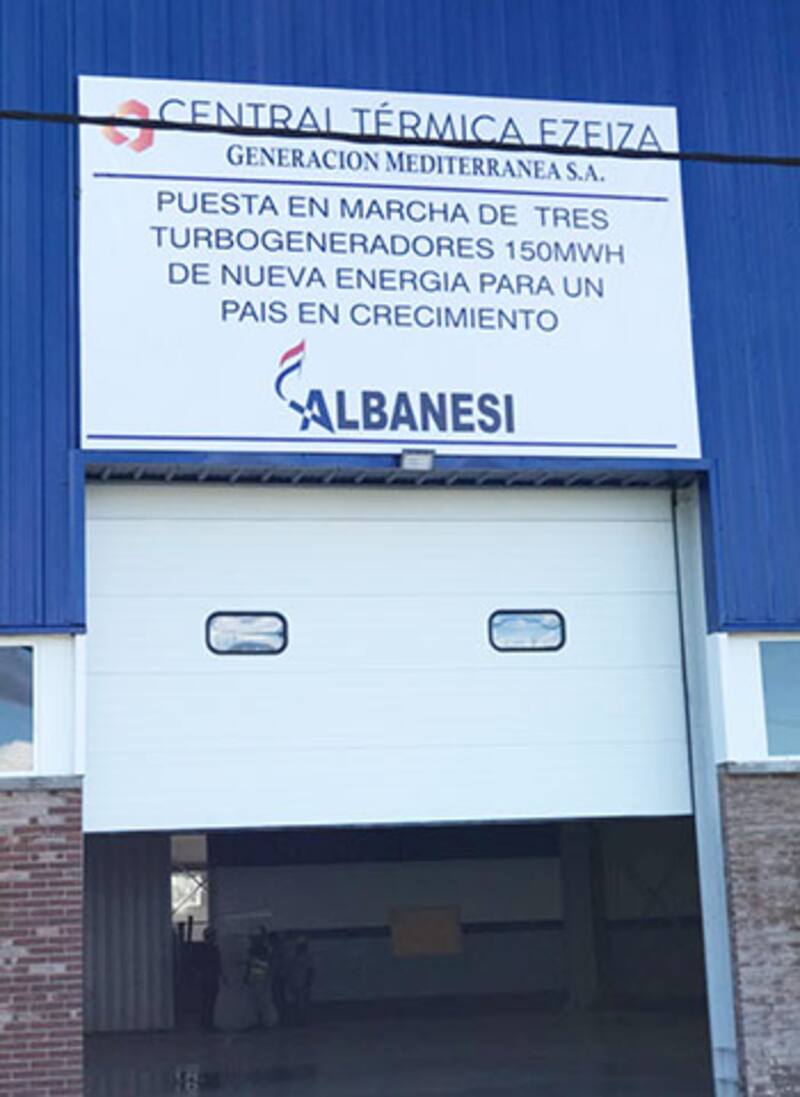 CENTRAL TÉRMICA EZEIZA
GENERACION MEDITERRANEA S.A.
PUESTA EN MARCHA DE TRES
TURBOGENERADORES 150MWH
DE NUEVA ENERGIA PARA UN
PAIS EN CRECIMIENTO
ALBANESI